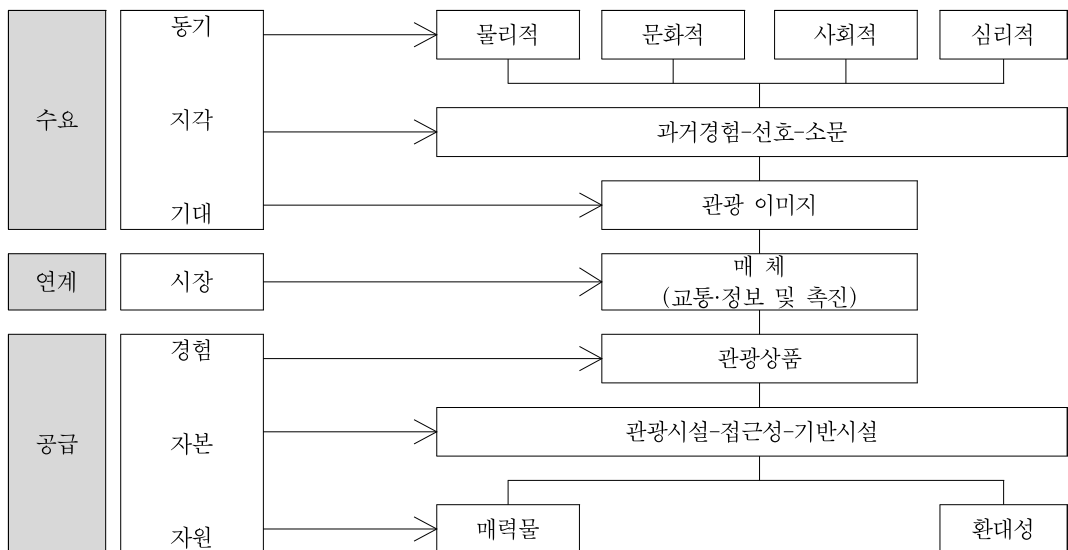 동기
물리적
문화적
사회적
심리적
수요
지각
과거경험-선호-소문
기대
관광 이미지
연계
시장
매 체
(교통·정보 및 촉진)
경험
관광상품
공급
자본
관광시설-접근성-기반시설
자원
매력물
환대성